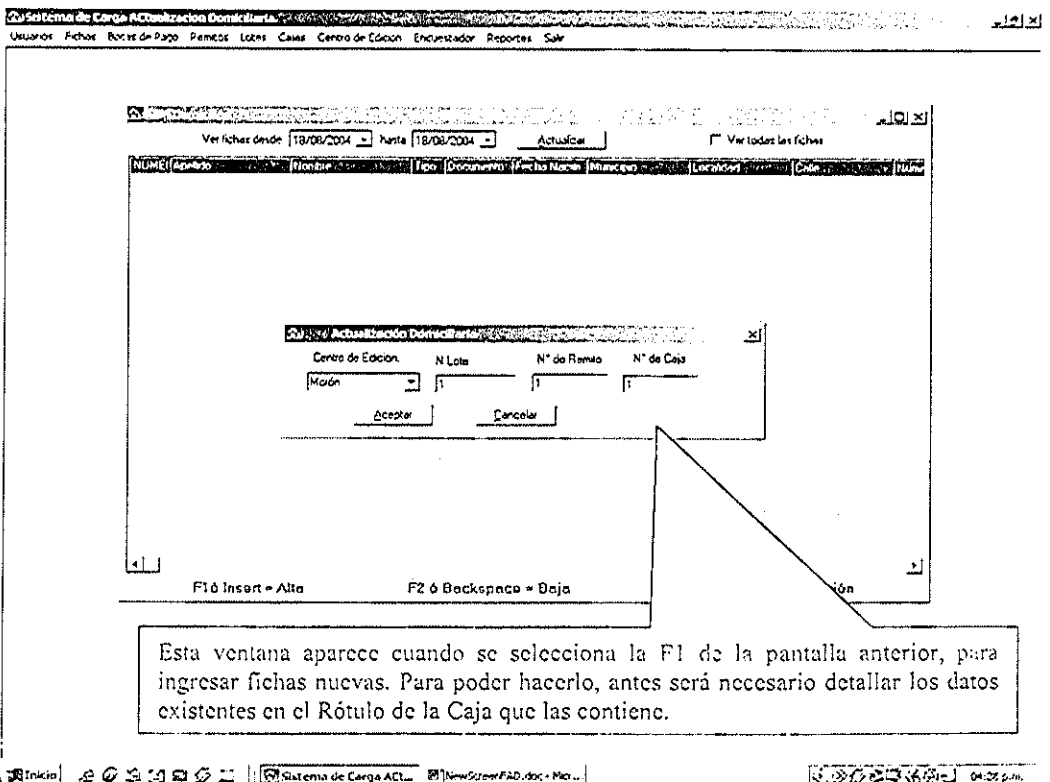 Ssitema de Carga ACtualizacion Domiciliaria.
Usuarios Fichas Bocas de Pago Remitos Lotes Cajas Centro de Edicion Encuestador Reportes Salir
Ver fichas desde 18/08/2004 hasta 18/08/2004 Actualizar Ver todas las fichas
Apellido Nombre Tipo Documento Fecha Nacim Municipio Localidad Calle
Actualización Domiciliaria
Centro de Edición. N Lote N° de Remito N° de Caja
Morón 1 1 1
Aceptar Cancelar
F1 ó Insert = Alta F2 ó Backspace = Baja ión
Esta ventana aparece cuando se selecciona la F1 de la pantalla anterior, para
ingresar fichas nuevas. Para poder hacerlo, antes será necesario detallar los datos
existentes en el Rótulo de la Caja que las contiene.
Inicio Sistema de Carga ACt... NewScreenFAD.doc - Micr... p.m.